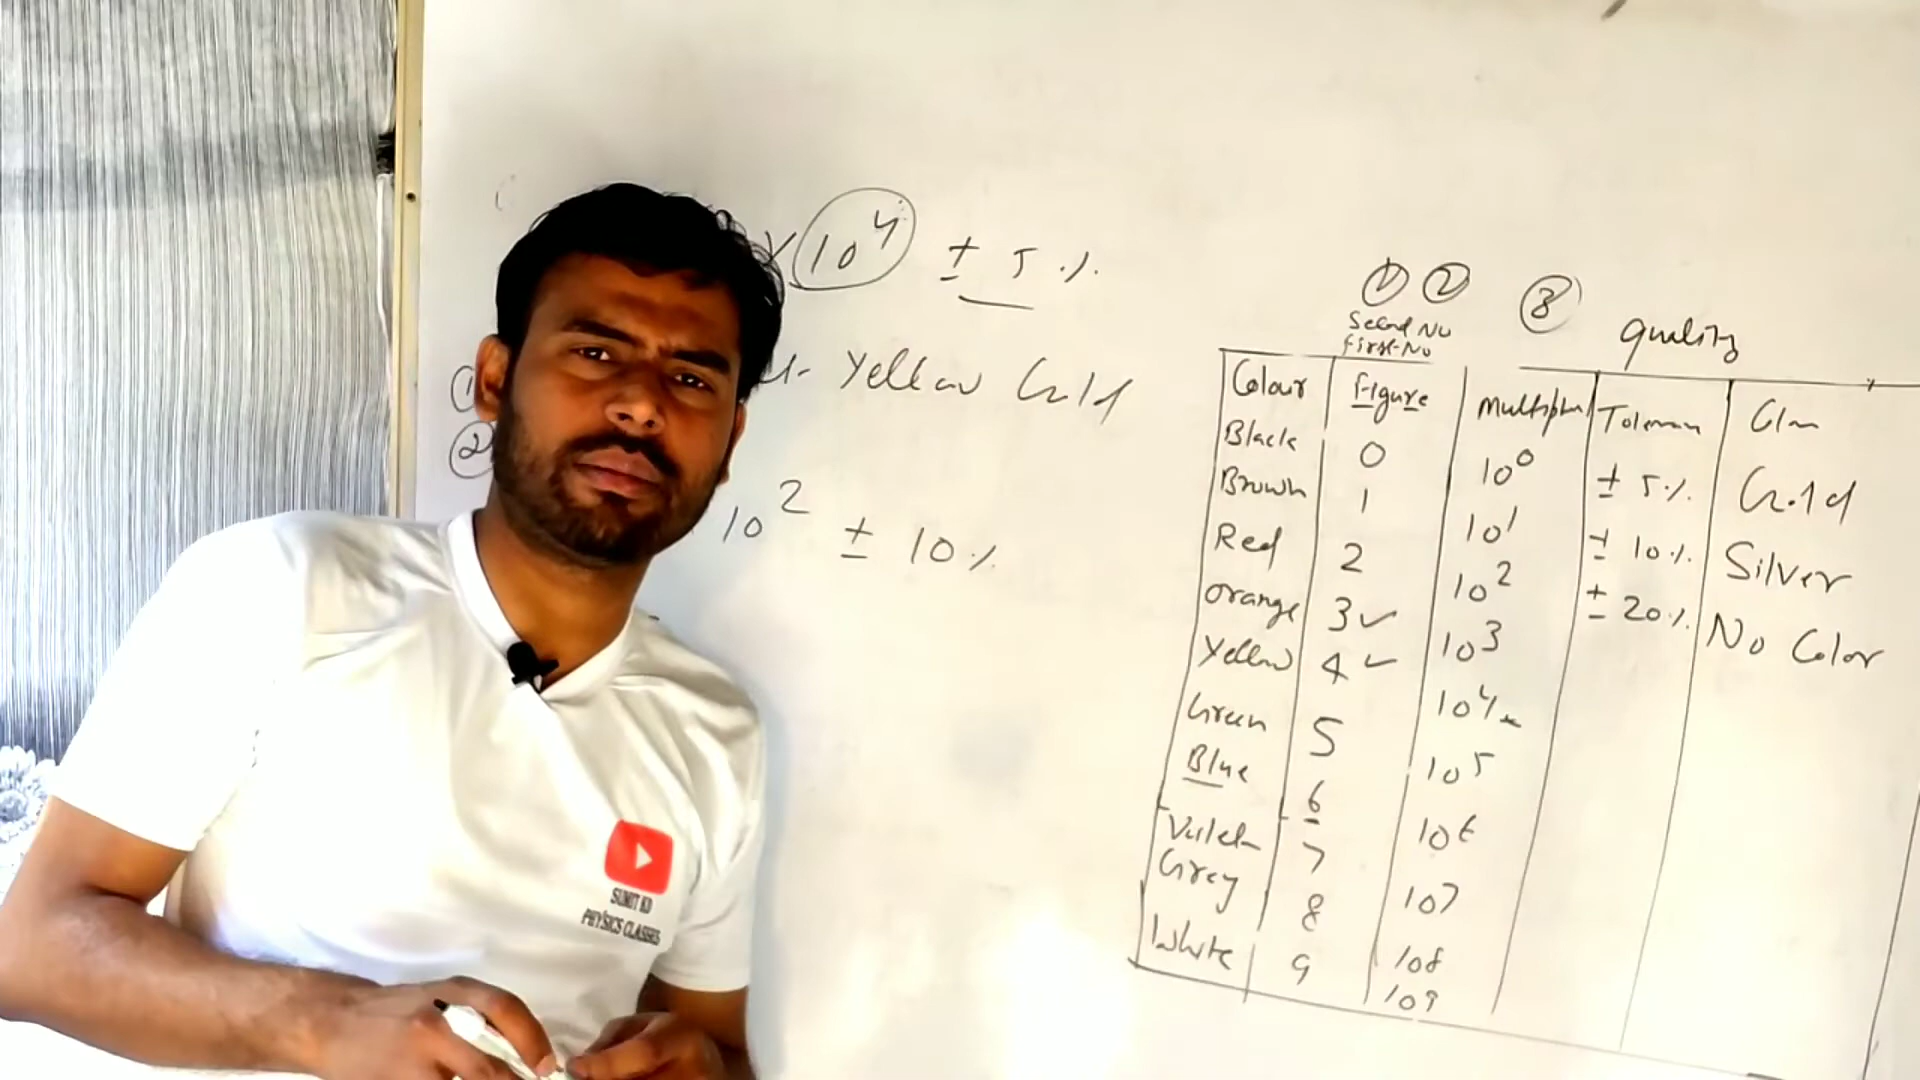 10⁴ ± 5 %
① Yellow Gold
②
10² ± 10 %
① ② ③ quality
Second No
First No
Colour Figure Toleran
Black 0 10⁰ ± 5 % Gold
Brown 1 10¹ ± 10 % Silver
Red 2 10² ± 20 % No Color
Orange 3 ✓ 10³
Yellow 4 ✓ 10⁴
Green 5 10⁵
Blue 6 10⁶
Violet 7 10⁷
Grey 8 10⁸
White 9 10⁹
SUMIT KD
PHYSICS CLASSES